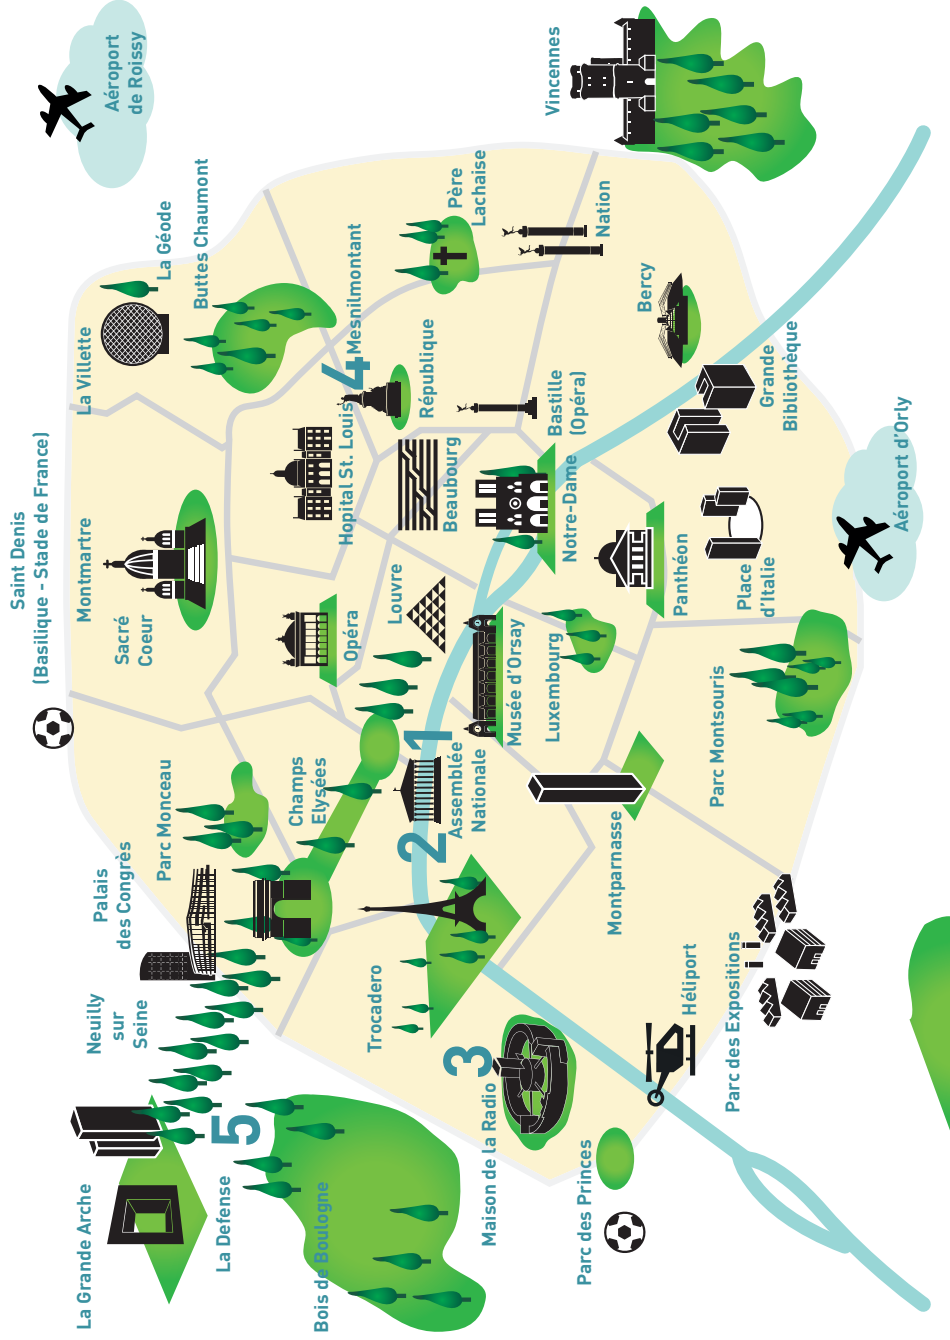 Saint Denis
(Basilique - Stade de France)
Aéroport
de Roissy
La Villette
La Géode
Buttes Chaumont
Montmartre
Sacré
Coeur
Palais
des Congrès
Parc Monceau
Neuilly
sur
Seine
La Grande Arche
5
La Defense
Bois de Boulogne
Champs
Elysées
Opéra
Hopital St. Louis
4
Mesnilmontant
République
Père
Lachaise
Louvre
Beaubourg
Trocadero
2
1
Assemblée
Nationale
Musée d'Orsay
Notre-Dame
Bastille
(Opéra)
Nation
Vincennes
3
Maison de la Radio
Luxembourg
Panthéon
Bercy
Parc des Princes
Montparnasse
Héliport
Parc des Expositions
Parc Montsouris
Place
d'Italie
Grande
Bibliothèque
Aéroport d'Orly